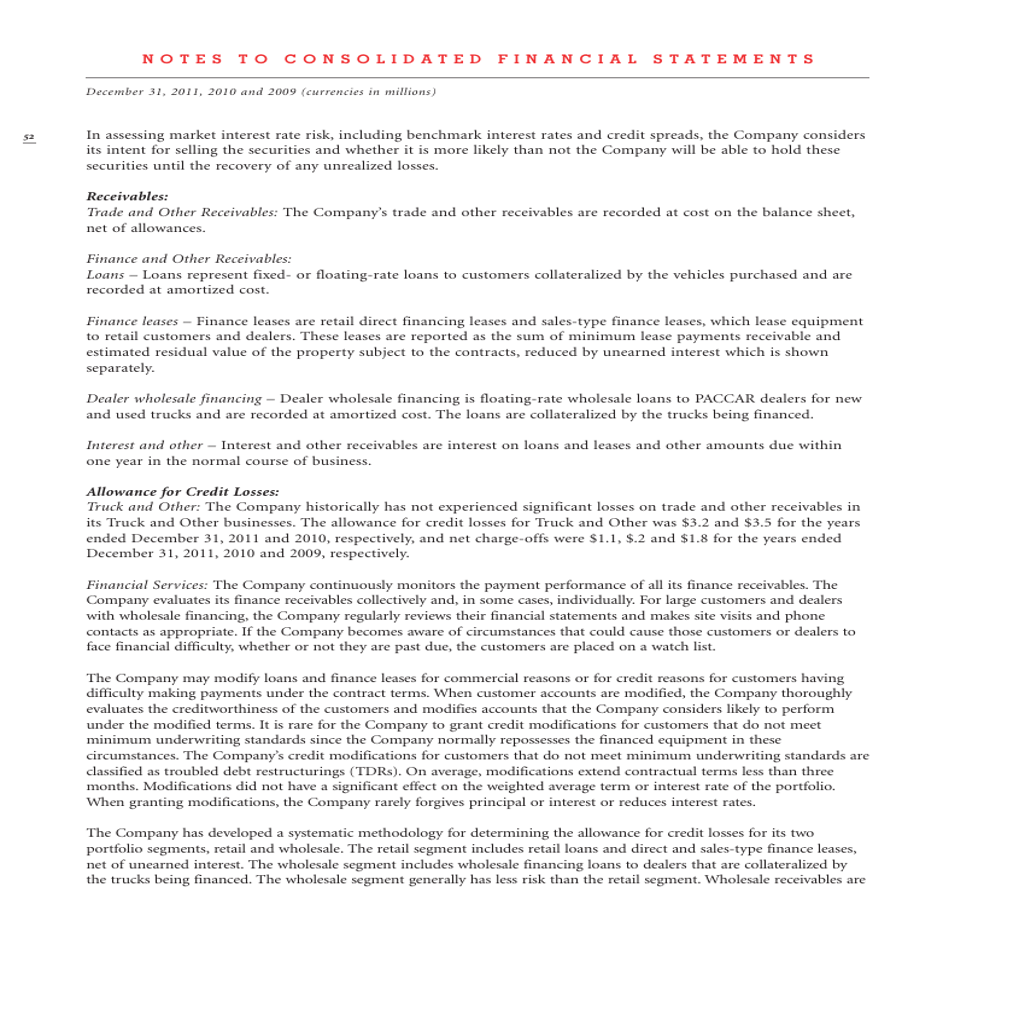 NOTES TO CONSOLIDATED FINANCIAL STATEMENTS
December 31, 2011, 2010 and 2009 (currencies in millions)
52
In assessing market interest rate risk, including benchmark interest rates and credit spreads, the Company considers
its intent for selling the securities and whether it is more likely than not the Company will be able to hold these
securities until the recovery of any unrealized losses.
Receivables:
Trade and Other Receivables: The Company’s trade and other receivables are recorded at cost on the balance sheet,
net of allowances.
Finance and Other Receivables:
Loans – Loans represent fixed- or floating-rate loans to customers collateralized by the vehicles purchased and are
recorded at amortized cost.
Finance leases – Finance leases are retail direct financing leases and sales-type finance leases, which lease equipment
to retail customers and dealers. These leases are reported as the sum of minimum lease payments receivable and
estimated residual value of the property subject to the contracts, reduced by unearned interest which is shown
separately.
Dealer wholesale financing – Dealer wholesale financing is floating-rate wholesale loans to PACCAR dealers for new
and used trucks and are recorded at amortized cost. The loans are collateralized by the trucks being financed.
Interest and other – Interest and other receivables are interest on loans and leases and other amounts due within
one year in the normal course of business.
Allowance for Credit Losses:
Truck and Other: The Company historically has not experienced significant losses on trade and other receivables in
its Truck and Other businesses. The allowance for credit losses for Truck and Other was $3.2 and $3.5 for the years
ended December 31, 2011 and 2010, respectively, and net charge-offs were $1.1, $.2 and $1.8 for the years ended
December 31, 2011, 2010 and 2009, respectively.
Financial Services: The Company continuously monitors the payment performance of all its finance receivables. The
Company evaluates its finance receivables collectively and, in some cases, individually. For large customers and dealers
with wholesale financing, the Company regularly reviews their financial statements and makes site visits and phone
contacts as appropriate. If the Company becomes aware of circumstances that could cause those customers or dealers to
face financial difficulty, whether or not they are past due, the customers are placed on a watch list.
The Company may modify loans and finance leases for commercial reasons or for credit reasons for customers having
difficulty making payments under the contract terms. When customer accounts are modified, the Company thoroughly
evaluates the creditworthiness of the customers and modifies accounts that the Company considers likely to perform
under the modified terms. It is rare for the Company to grant credit modifications for customers that do not meet
minimum underwriting standards since the Company normally repossesses the financed equipment in these
circumstances. The Company’s credit modifications for customers that do not meet minimum underwriting standards are
classified as troubled debt restructurings (TDRs). On average, modifications extend contractual terms less than three
months. Modifications did not have a significant effect on the weighted average term or interest rate of the portfolio.
When granting modifications, the Company rarely forgives principal or interest or reduces interest rates.
The Company has developed a systematic methodology for determining the allowance for credit losses for its two
portfolio segments, retail and wholesale. The retail segment includes retail loans and direct and sales-type finance leases,
net of unearned interest. The wholesale segment includes wholesale financing loans to dealers that are collateralized by
the trucks being financed. The wholesale segment generally has less risk than the retail segment. Wholesale receivables are